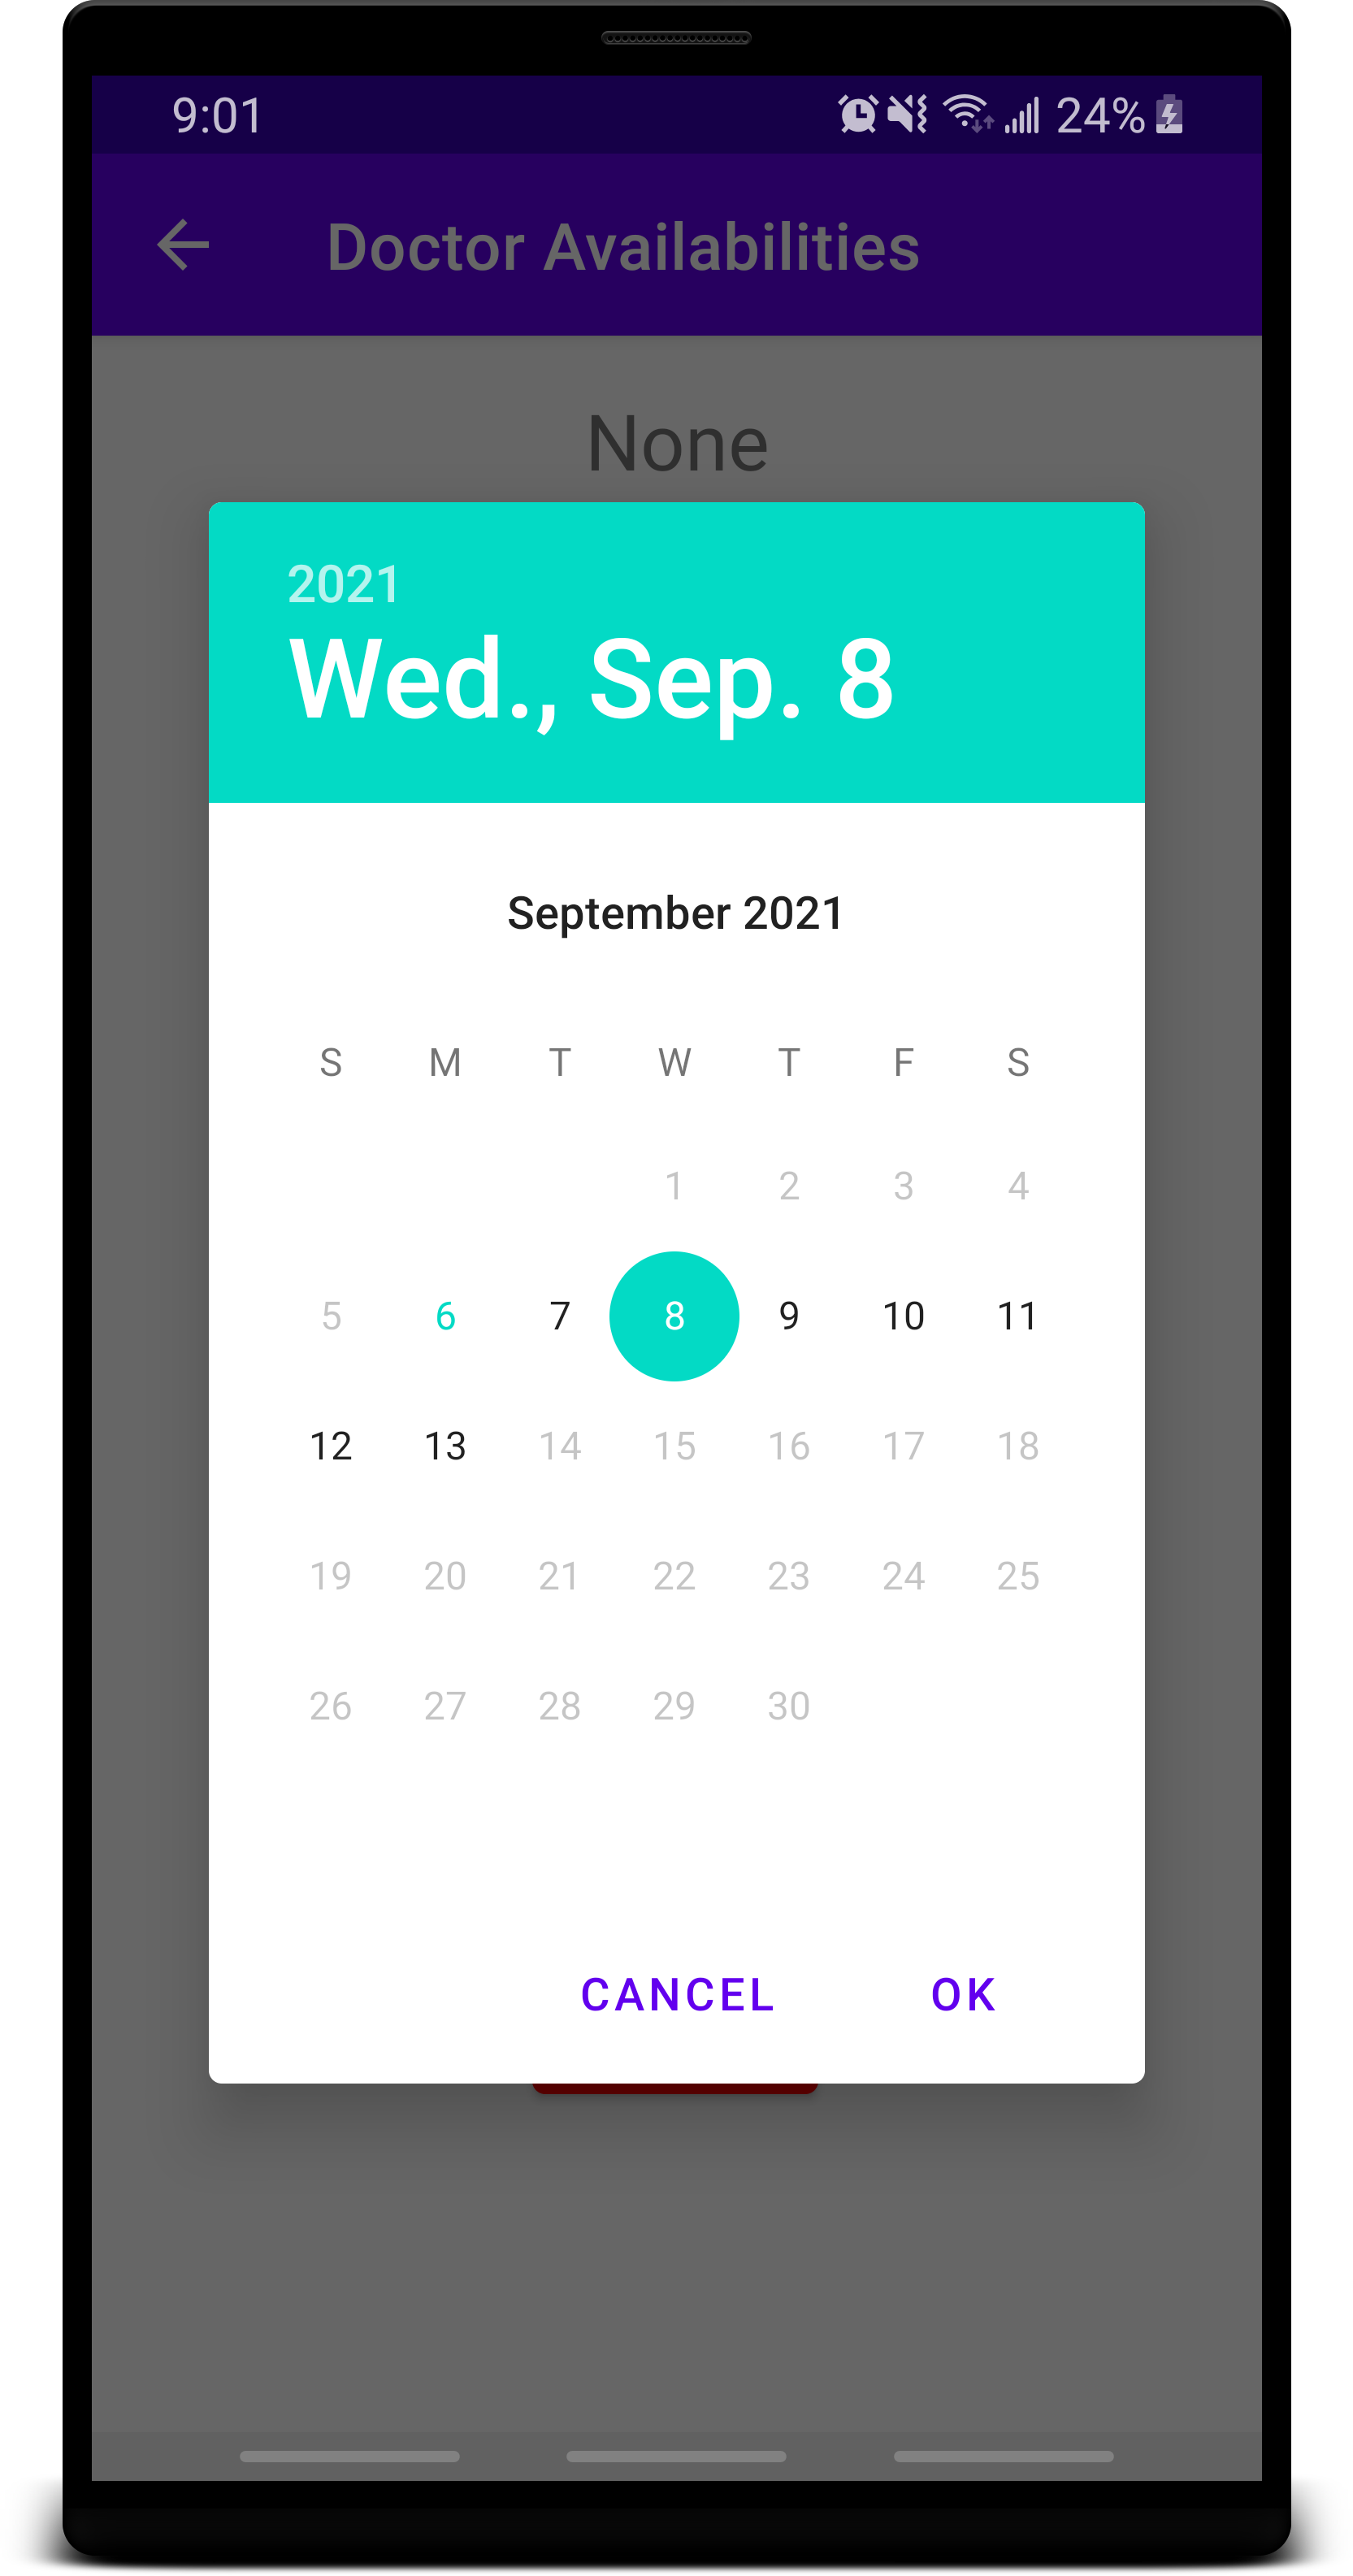 9:01 24%
Doctor Availabilities
None
2021
Wed., Sep. 8
September 2021
S M T W T F S
1 2 3 4
5 6 7 8 9 10 11
12 13 14 15 16 17 18
19 20 21 22 23 24 25
26 27 28 29 30
CANCEL OK